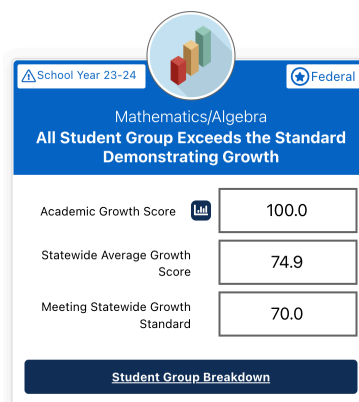 School Year 23-24
Federal
Mathematics/Algebra
All Student Group Exceeds the Standard
Demonstrating Growth
Academic Growth Score 100.0
Statewide Average Growth
Score 74.9
Meeting Statewide Growth
Standard 70.0
Student Group Breakdown